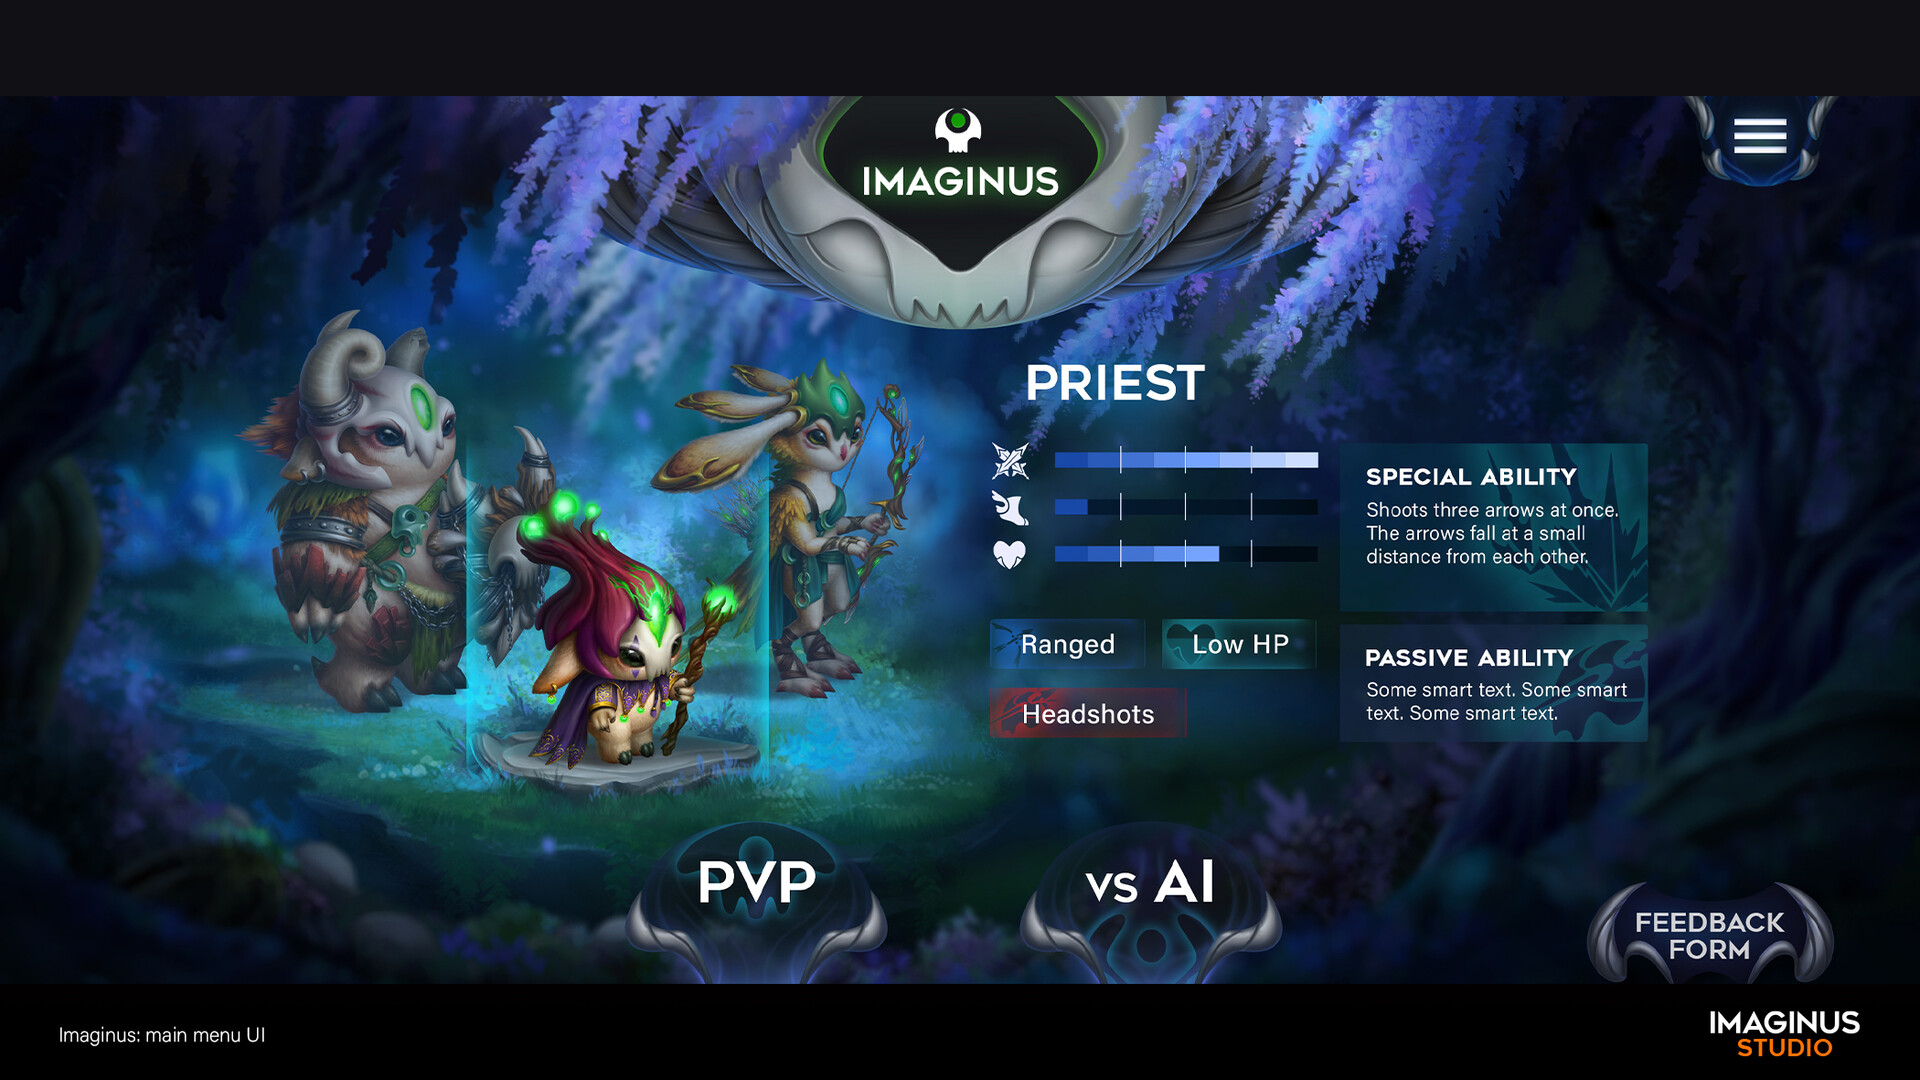 IMAGINUS
PRIEST
SPECIAL ABILITY
Shoots three arrows at once.
The arrows fall at a small
distance from each other.
Ranged
Low HP
Headshots
PASSIVE ABILITY
Some smart text. Some smart
text. Some smart text.
PVP
vs AI
FEEDBACK
FORM
Imaginus: main menu UI
IMAGINUS
STUDIO